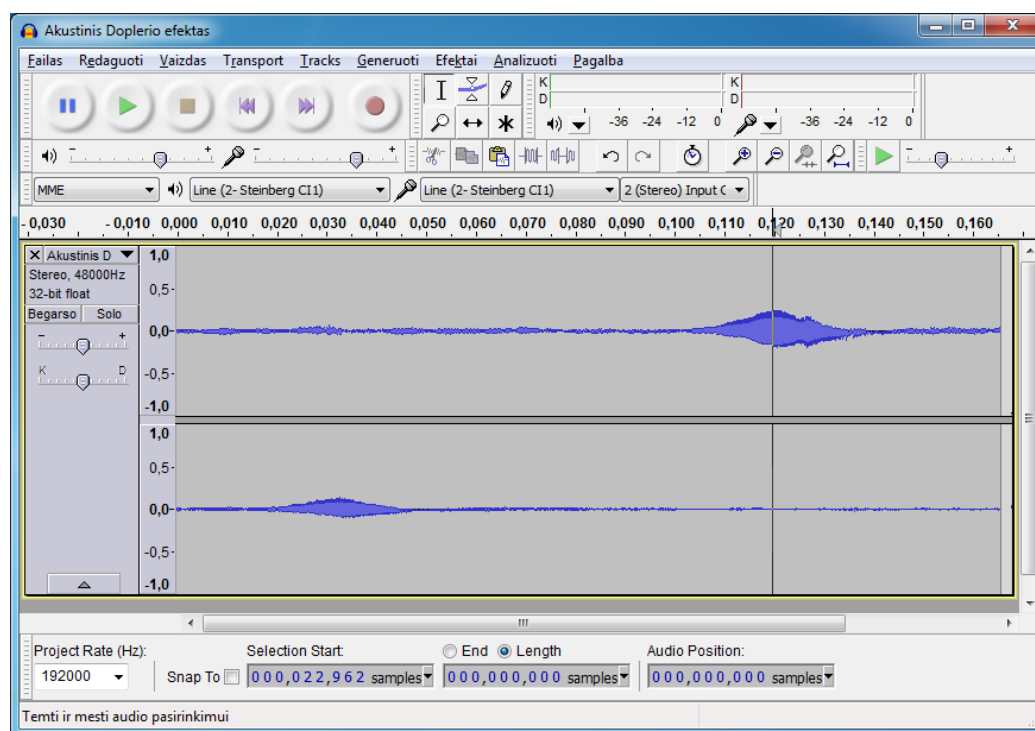 Akustinis Doplerio efektas
Failas Redaguoti Vaizdas Transport Tracks Generuoti Efektai Analizuoti Pagalba
K
D
-36 -24 -12 0
K
D
-36 -24 -12 0
- + - + - +
MME Line (2- Steinberg CI1) Line (2- Steinberg CI1) 2 (Stereo) Input C
- 0,030 - 0,010 0,000 0,010 0,020 0,030 0,040 0,050 0,060 0,070 0,080 0,090 0,100 0,110 0,120 0,130 0,140 0,150 0,160
X Akustinis D 1,0
Stereo, 48000Hz
32-bit float 0,5-
Begarso Solo
- + 0,0-
K D -0,5-
-1,0
1,0
0,5-
0,0-
-0,5-
-1,0
Project Rate (Hz): Selection Start: End Length Audio Position:
192000 Snap To 000,022,962 samples 000,000,000 samples 000,000,000 samples
Temti ir mesti audio pasirinkimui